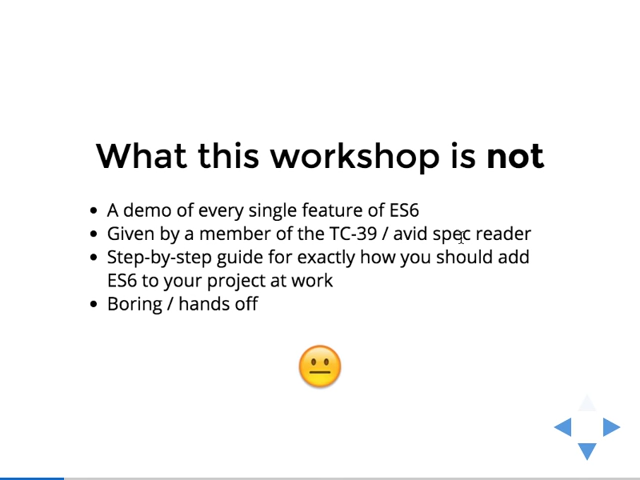 What this workshop is not
A demo of every single feature of ES6
Given by a member of the TC-39 / avid spec reader
Step-by-step guide for exactly how you should add
ES6 to your project at work
Boring / hands off